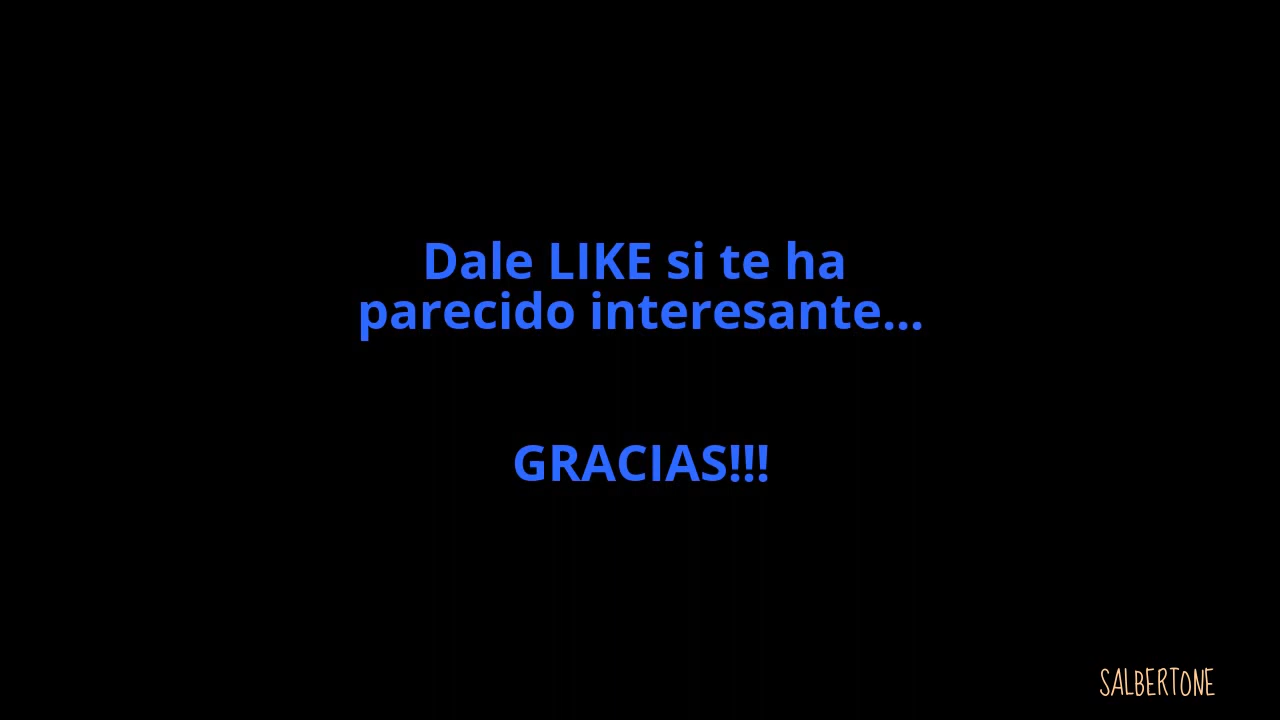 Dale LIKE si te ha
parecido interesante...
GRACIAS!!!
SALBERTONE